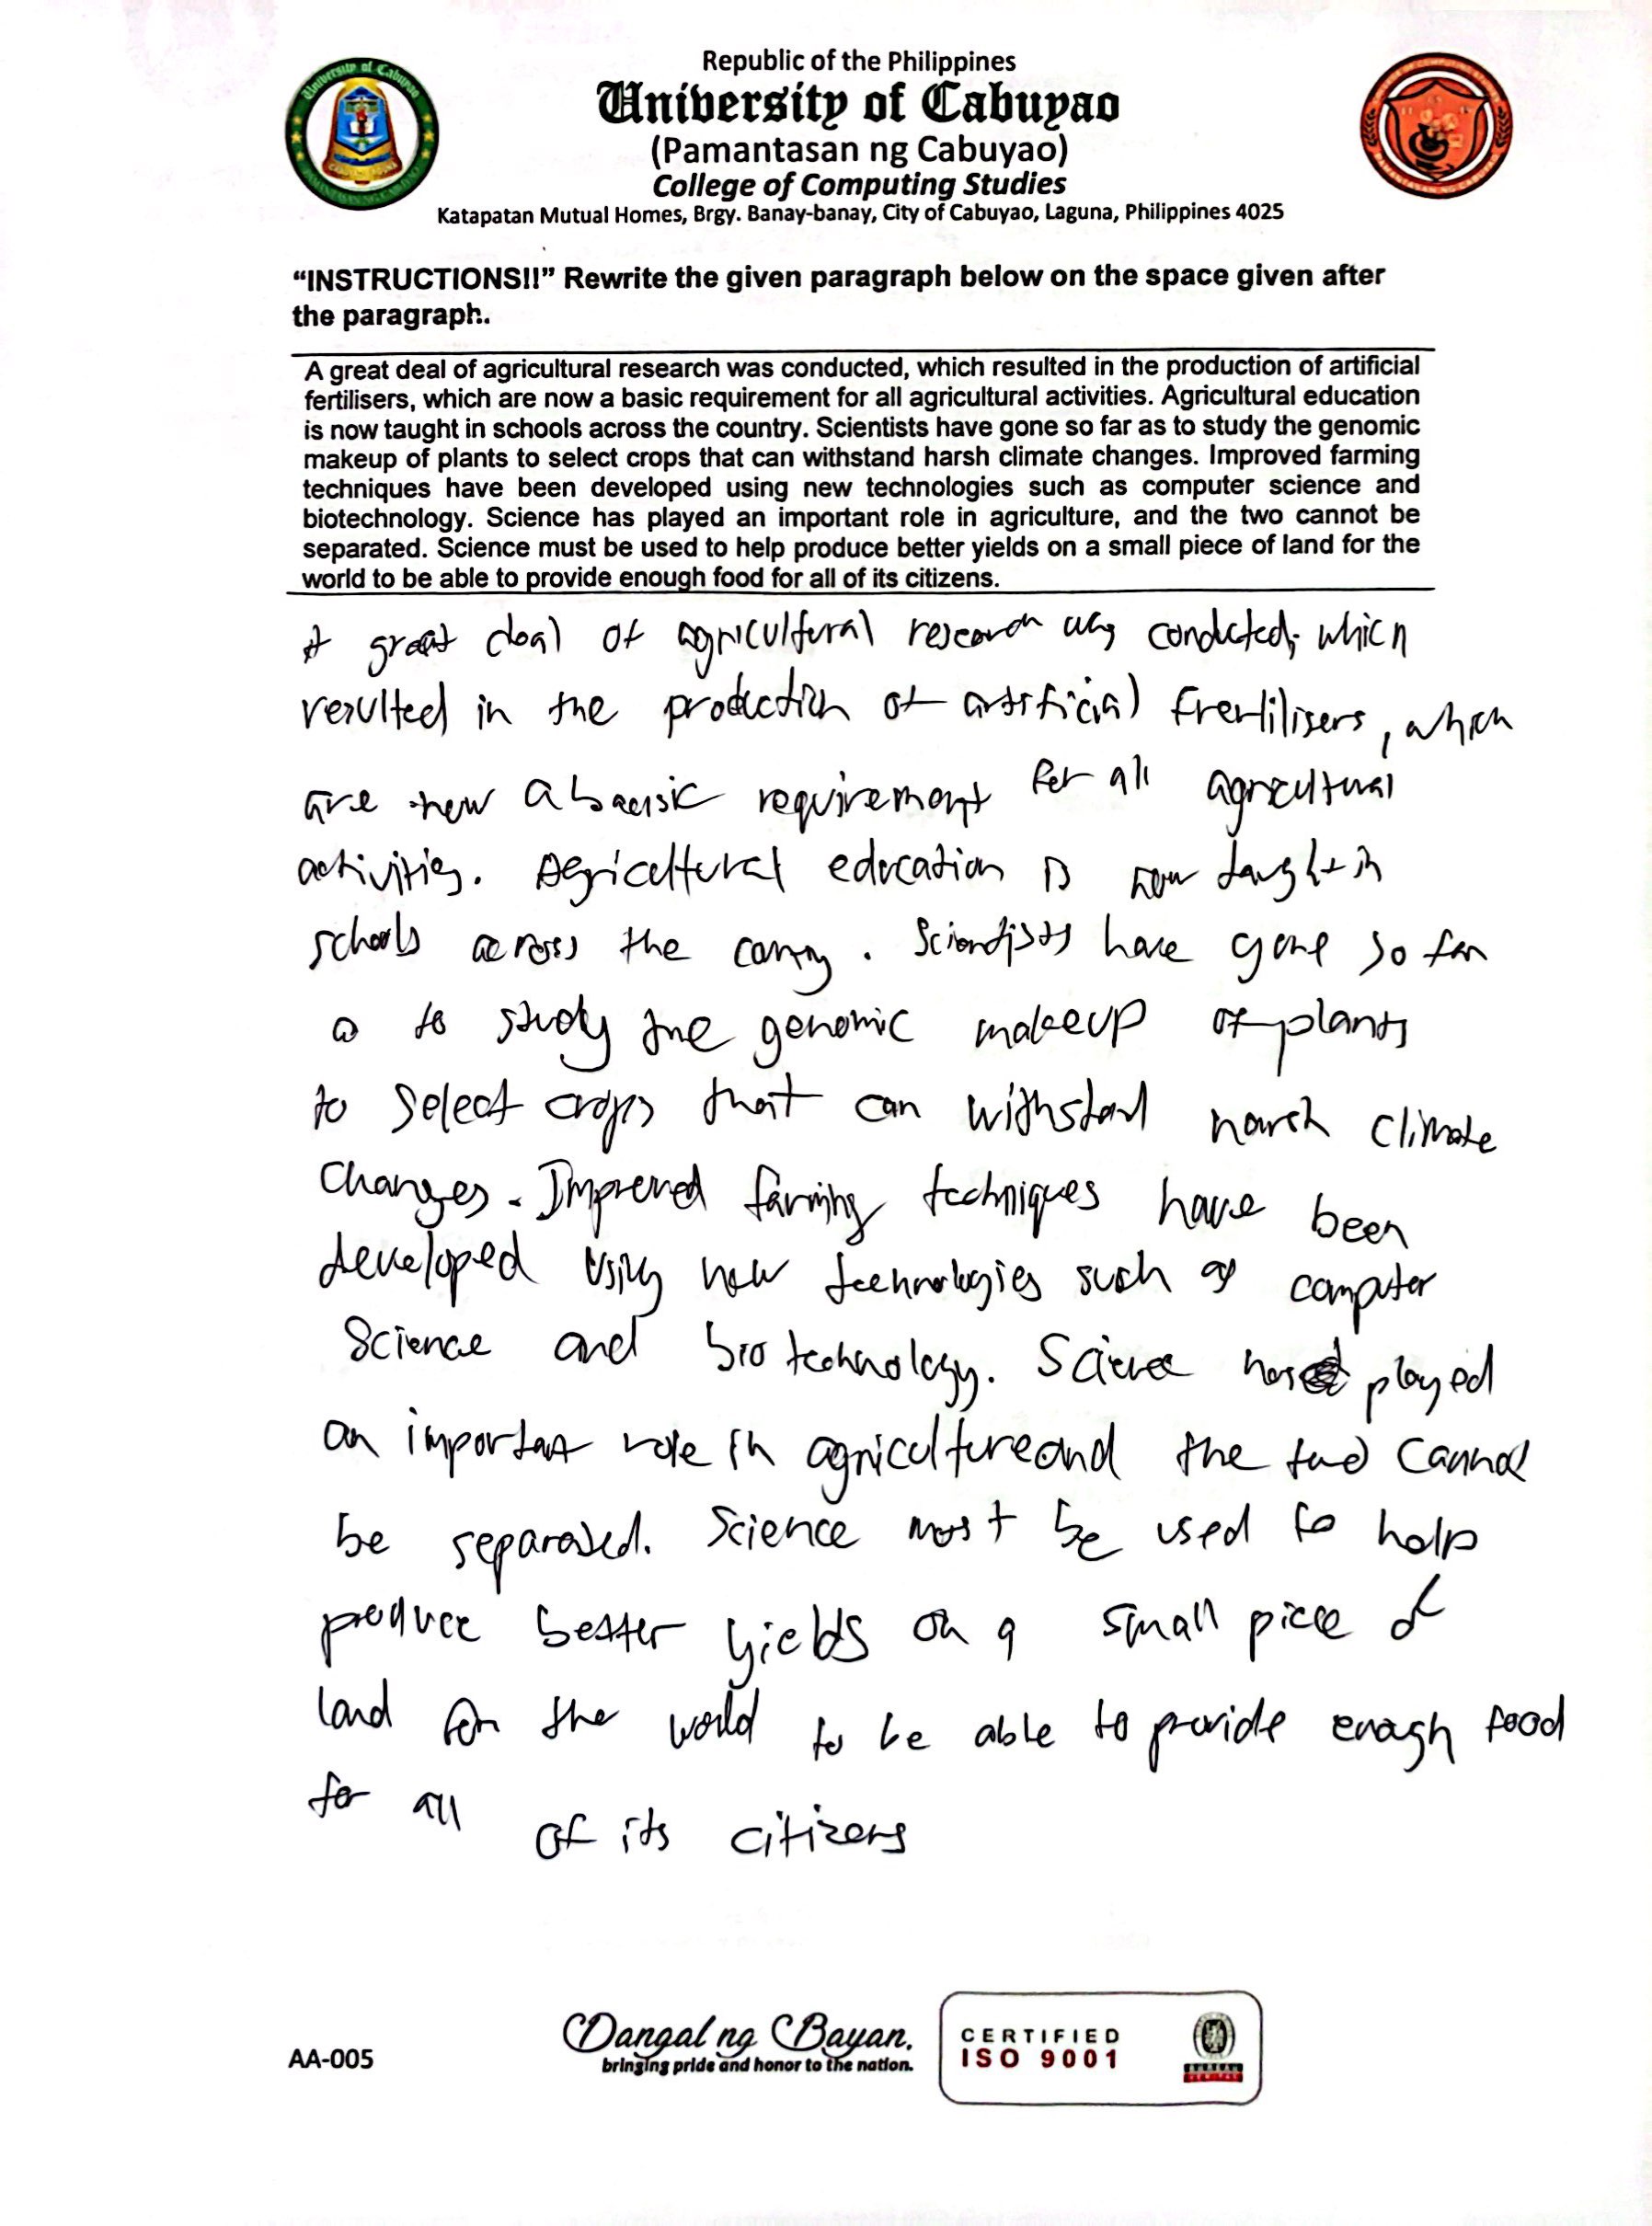 Republic of the Philippines
University of Cabuyao
(Pamantasan ng Cabuyao)
College of Computing Studies
Katapatan Mutual Homes, Brgy. Banay-banay, City of Cabuyao, Laguna, Philippines 4025
“INSTRUCTIONS!!” Rewrite the given paragraph below on the space given after
the paragraph.
A great deal of agricultural research was conducted, which resulted in the production of artificial
fertilisers, which are now a basic requirement for all agricultural activities. Agricultural education
is now taught in schools across the country. Scientists have gone so far as to study the genomic
makeup of plants to select crops that can withstand harsh climate changes. Improved farming
techniques have been developed using new technologies such as computer science and
biotechnology. Science has played an important role in agriculture, and the two cannot be
separated. Science must be used to help produce better yields on a small piece of land for the
world to be able to provide enough food for all of its citizens.
A great deal of agricultural research was conducted, which
resulted in the production of artificial Frertilisers, which
are now a basic requirement for all agricultural
activities. Agricultural education is now taught in
schools across the country. Scientists have gone so far
as to study the genomic makeup of plants
to select crops that can withstand harsh climate
Changes. Improved farming techniques have been
developed using new technologies such as computer
Science and biotechnology. Science has played
an important role in agriculture and the two cannot
be separated. Science must be used to help
produce better yields on a small piece of
land for the world to be able to provide enough food
for all of its citizens
AA-005
Dangal ng Bayan.
bringing pride and honor to the nation.
CERTIFIED
ISO 9001